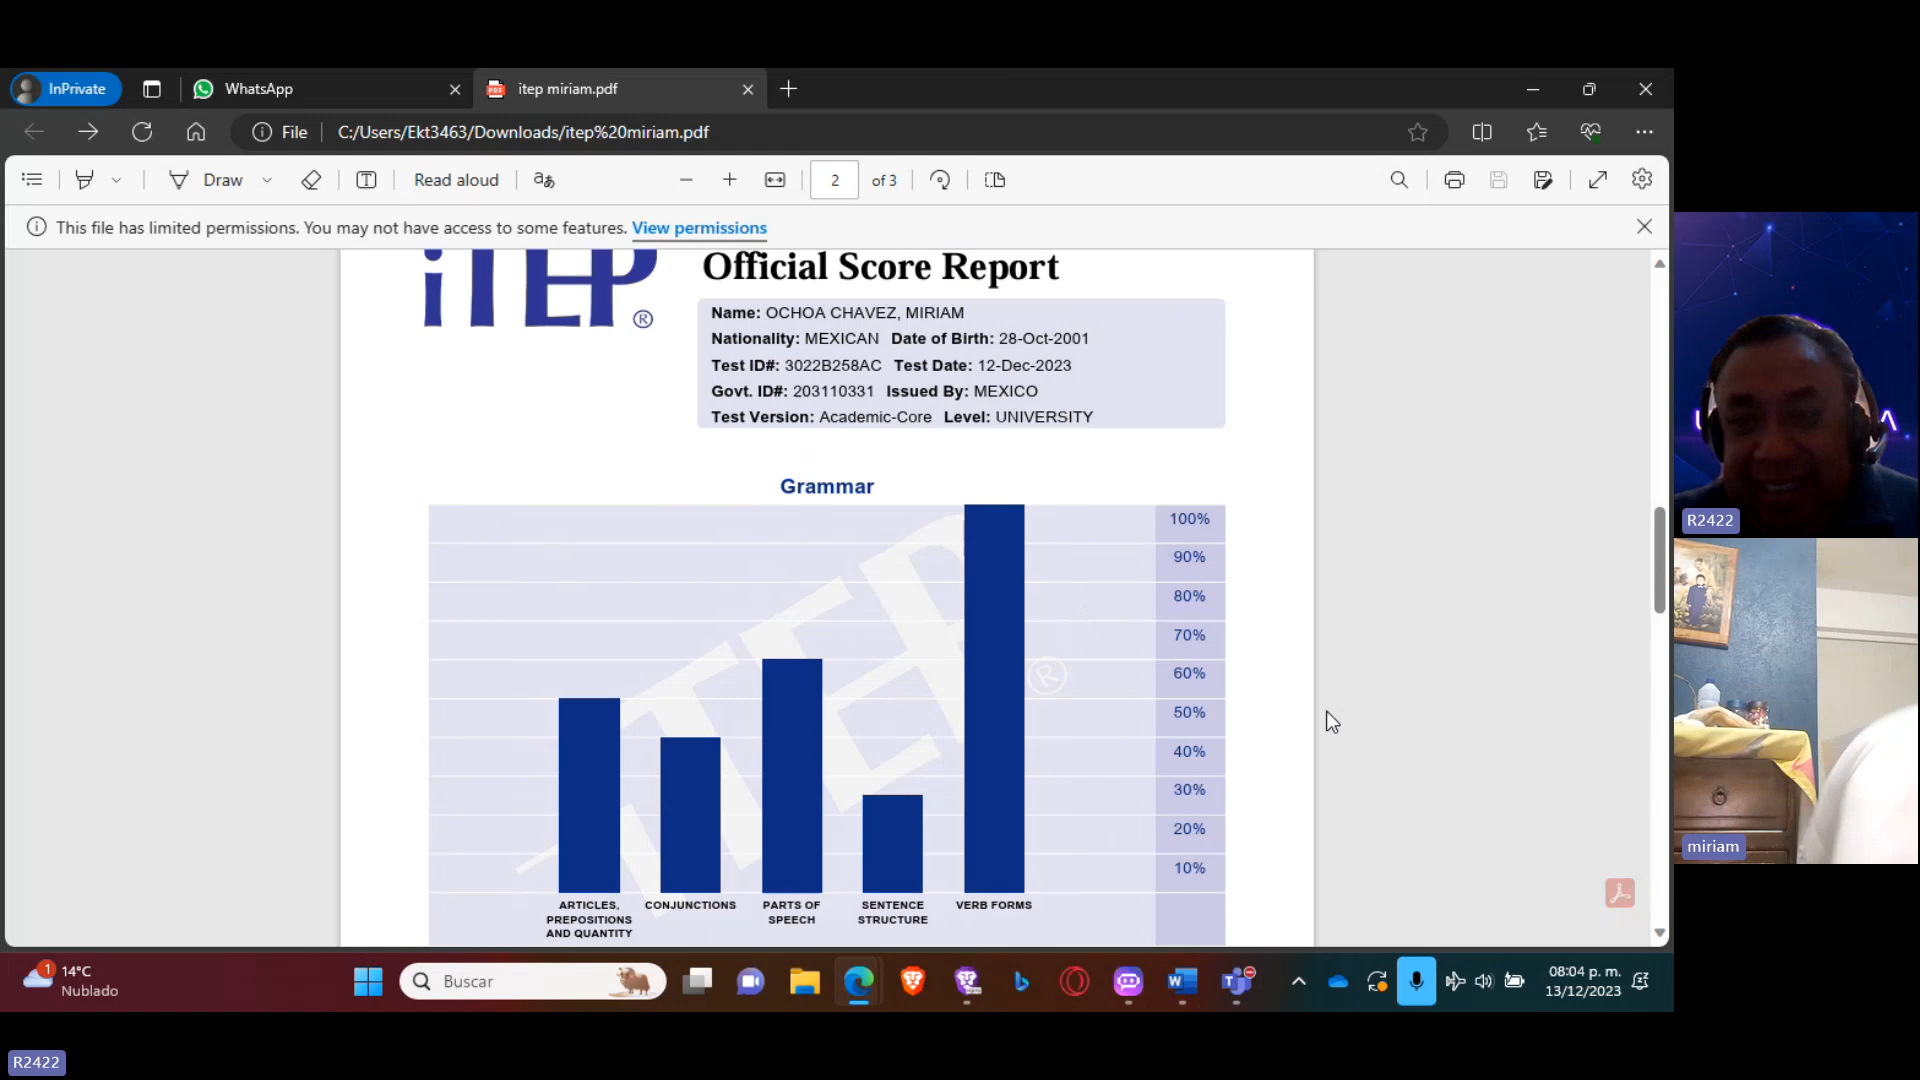 InPrivate
WhatsApp
itep miriam.pdf
File
C:/Users/Ekt3463/Downloads/itep%20miriam.pdf
Draw
Read aloud
aあ
2 of 3
This file has limited permissions. You may not have access to some features. View permissions
iTEP®
Official Score Report
Name: OCHOA CHAVEZ, MIRIAM
Nationality: MEXICAN Date of Birth: 28-Oct-2001
Test ID#: 3022B258AC Test Date: 12-Dec-2023
Govt. ID#: 203110331 Issued By: MEXICO
Test Version: Academic-Core Level: UNIVERSITY
Grammar
iTEP®
100%
90%
80%
70%
60%
50%
40%
30%
20%
10%
ARTICLES, PREPOSITIONS AND QUANTITY
CONJUNCTIONS
PARTS OF SPEECH
SENTENCE STRUCTURE
VERB FORMS
R2422
miriam
1
14°C
Nublado
Buscar
08:04 p. m.
13/12/2023
R2422